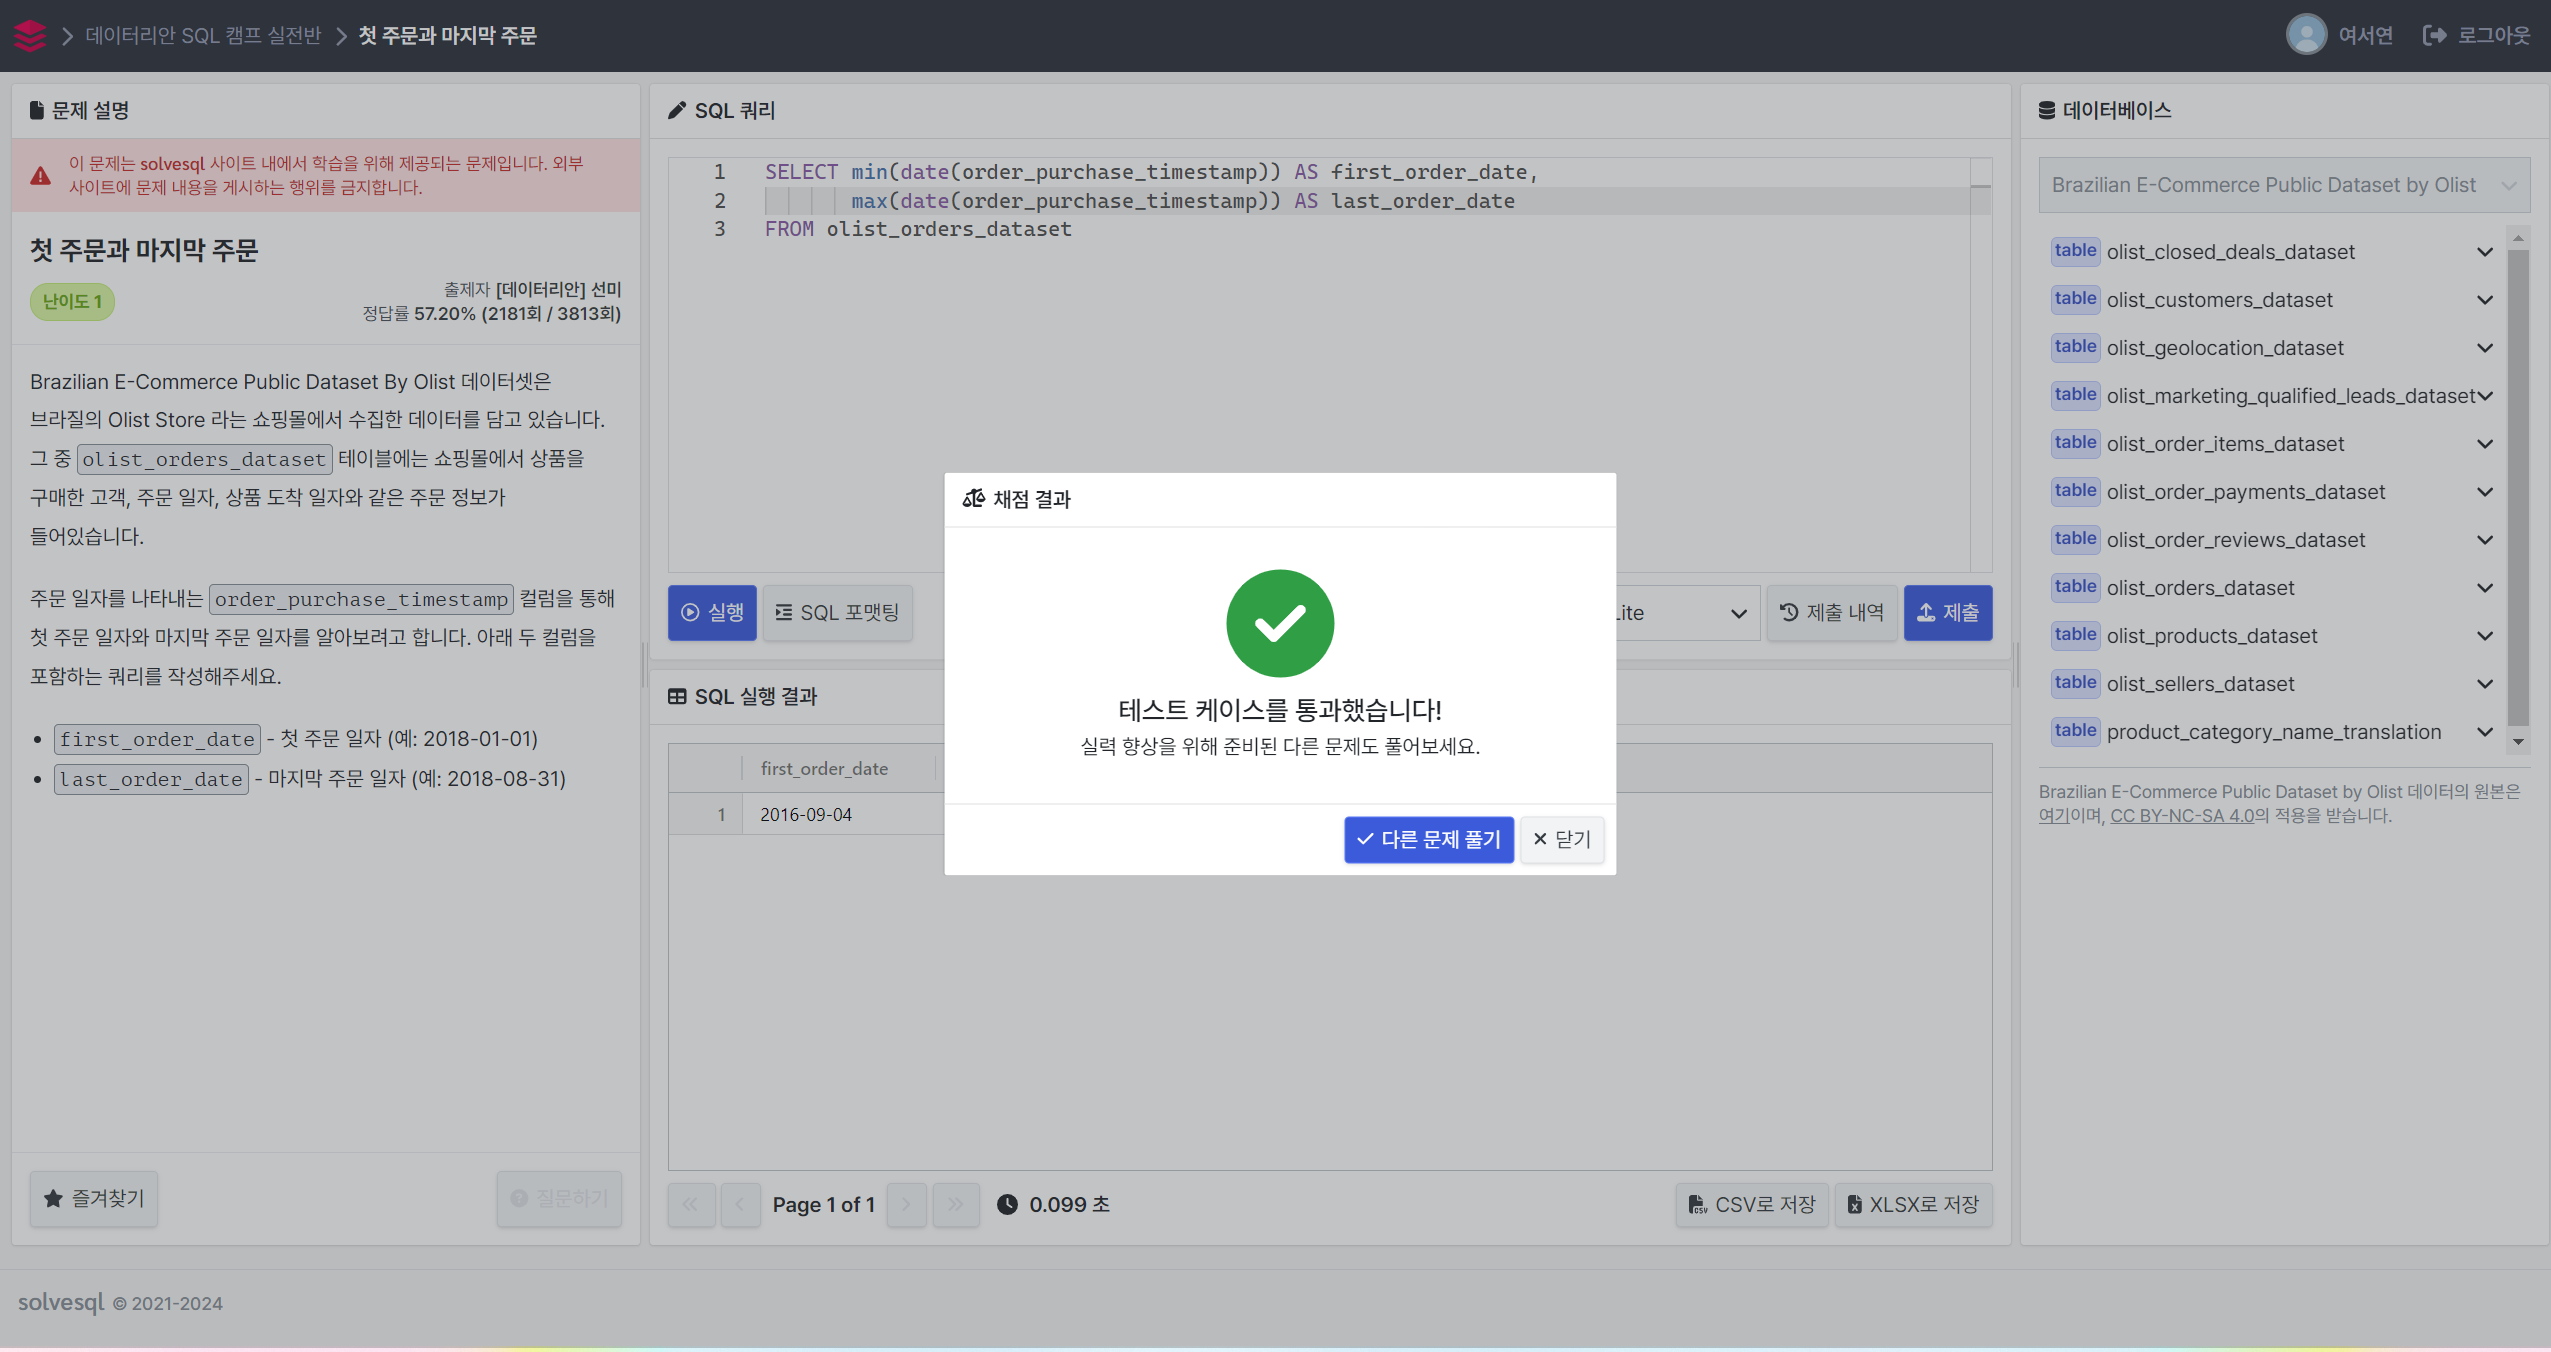 데이터리안 SQL 캠프 실전반 첫 주문과 마지막 주문
여서연 로그아웃
문제 설명
이 문제는 solvesql 사이트 내에서 학습을 위해 제공되는 문제입니다. 외부
사이트에 문제 내용을 게시하는 행위를 금지합니다.
첫 주문과 마지막 주문
난이도 1
출제자 [데이터리안] 선미
정답률 57.20% (2181회 / 3813회)
Brazilian E-Commerce Public Dataset By Olist 데이터셋은
브라질의 Olist Store 라는 쇼핑몰에서 수집한 데이터를 담고 있습니다.
그 중 olist_orders_dataset 테이블에는 쇼핑몰에서 상품을
구매한 고객, 주문 일자, 상품 도착 일자와 같은 주문 정보가
들어있습니다.
주문 일자를 나타내는 order_purchase_timestamp 컬럼을 통해
첫 주문 일자와 마지막 주문 일자를 알아보려고 합니다. 아래 두 컬럼을
포함하는 쿼리를 작성해주세요.
• first_order_date - 첫 주문 일자 (예: 2018-01-01)
• last_order_date - 마지막 주문 일자 (예: 2018-08-31)
즐겨찾기
질문하기
SQL 쿼리
1 SELECT min(date(order_purchase_timestamp)) AS first_order_date,
2 max(date(order_purchase_timestamp)) AS last_order_date
3 FROM olist_orders_dataset
실행
SQL 포맷팅
Lite
제출 내역
제출
SQL 실행 결과
first_order_date
1 2016-09-04
채점 결과
테스트 케이스를 통과했습니다!
실력 향상을 위해 준비된 다른 문제도 풀어보세요.
다른 문제 풀기
닫기
Page 1 of 1
0.099 초
CSV로 저장
XLSX로 저장
데이터베이스
Brazilian E-Commerce Public Dataset by Olist
table olist_closed_deals_dataset
table olist_customers_dataset
table olist_geolocation_dataset
table olist_marketing_qualified_leads_dataset
table olist_order_items_dataset
table olist_order_payments_dataset
table olist_order_reviews_dataset
table olist_orders_dataset
table olist_products_dataset
table olist_sellers_dataset
table product_category_name_translation
Brazilian E-Commerce Public Dataset by Olist 데이터의 원본은
여기이며, CC BY-NC-SA 4.0의 적용을 받습니다.
solvesql © 2021-2024